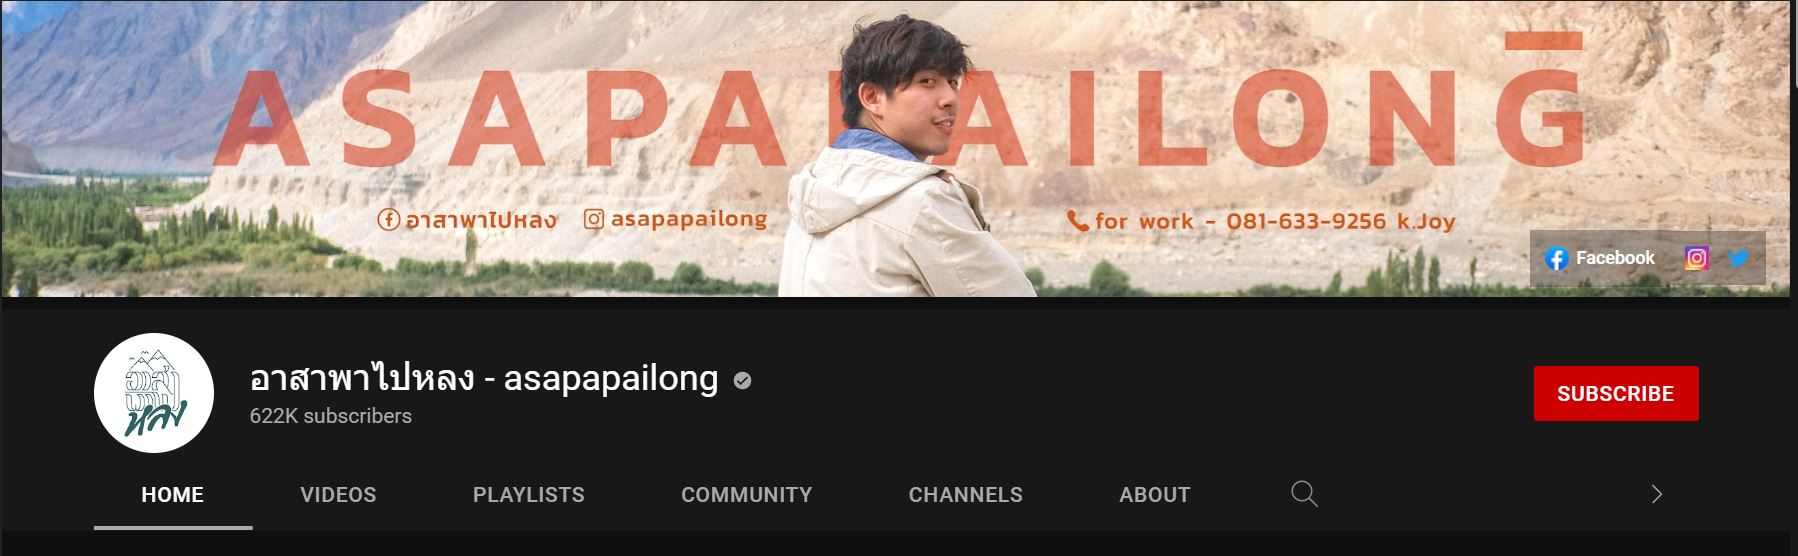 ASAPAPAILONG
อาสาพาไปหลง asapapailong for work - 081-633-9256 k.Joy
Facebook
อาสา
พาไป
หลง
อาสาพาไปหลง - asapapailong
622K subscribers
SUBSCRIBE
HOME VIDEOS PLAYLISTS COMMUNITY CHANNELS ABOUT